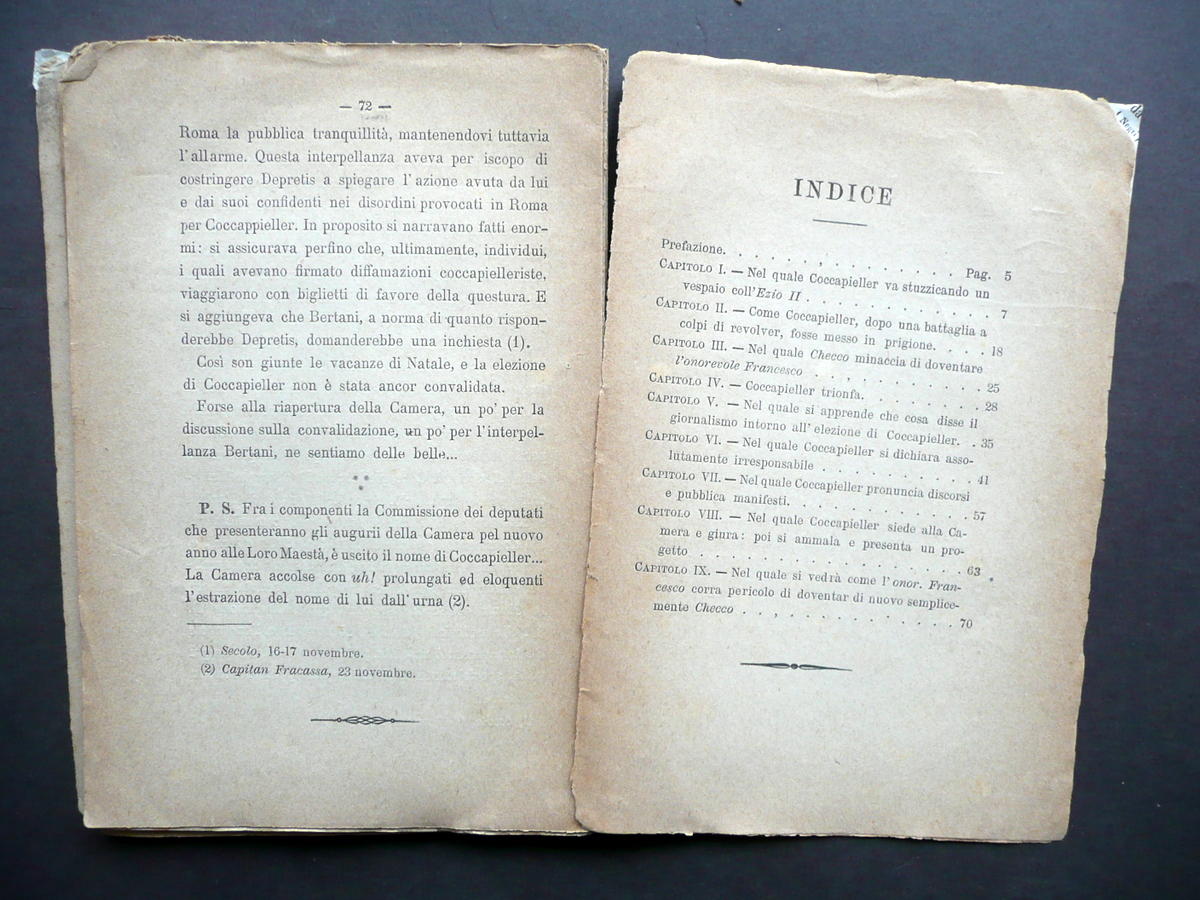 — 72 —
Roma la pubblica tranquillità, mantenendovi tuttavia
l'allarme. Questa interpellanza aveva per iscopo di
costringere Depretis a spiegare l'azione avuta da lui
e dai suoi confidenti nei disordini provocati in Roma
per Coccappieller. In proposito si narravano fatti enor-
mi: si assicurava perfino che, ultimamente, individui,
i quali avevano firmato diffamazioni coccapielleriste,
viaggiarono con biglietti di favore della questura. E
si aggiungeva che Bertani, a norma di quanto rispon-
derebbe Depretis, domanderebbe una inchiesta (1).
Così son giunte le vacanze di Natale, e la elezione
di Coccapieller non è stata ancor convalidata.
Forse alla riapertura della Camera, un po' per la
discussione sulla convalidazione, un po' per l'interpel-
lanza Bertani, ne sentiamo delle belle...
P. S. Fra i componenti la Commissione dei deputati
che presenteranno gli augurii della Camera pel nuovo
anno alle Loro Maestà, è uscito il nome di Coccapieller...
La Camera accolse con uh! prolungati ed eloquenti
l'estrazione del nome di lui dall'urna (2).
(1) Secolo, 16-17 novembre.
(2) Capitan Fracassa, 23 novembre.
INDICE
Prefazione. . . . . . . . . . . . . . Pag. 5
CAPITOLO I. — Nel quale Coccapieller va stuzzicando un
vespaio coll'Ezio II . . . . . . . . . . . 7
CAPITOLO II. — Come Coccapieller, dopo una battaglia a
colpi di revolver, fosse messo in prigione. . . . 18
CAPITOLO III. — Nel quale Checco minaccia di doventare
l'onorevole Francesco . . . . . . . . . . 25
CAPITOLO IV. — Coccapieller trionfa. . . . . . . . 28
CAPITOLO V. — Nel quale si apprende che cosa disse il
giornalismo intorno all'elezione di Coccapieller. . 35
CAPITOLO VI. — Nel quale Coccapieller si dichiara asso-
lutamente irresponsabile . . . . . . . . . 41
CAPITOLO VII. — Nel quale Coccapieller pronuncia discorsi
e pubblica manifesti. . . . . . . . . . . 57
CAPITOLO VIII. — Nel quale Coccapieller siede alla Ca-
mera e giura: poi si ammala e presenta un pro-
getto . . . . . . . . . . . . . . . 63
CAPITOLO IX. — Nel quale si vedrà come l'onor. Fran-
cesco corra pericolo di doventar di nuovo semplice-
mente Checco . . . . . . . . . . . . 70